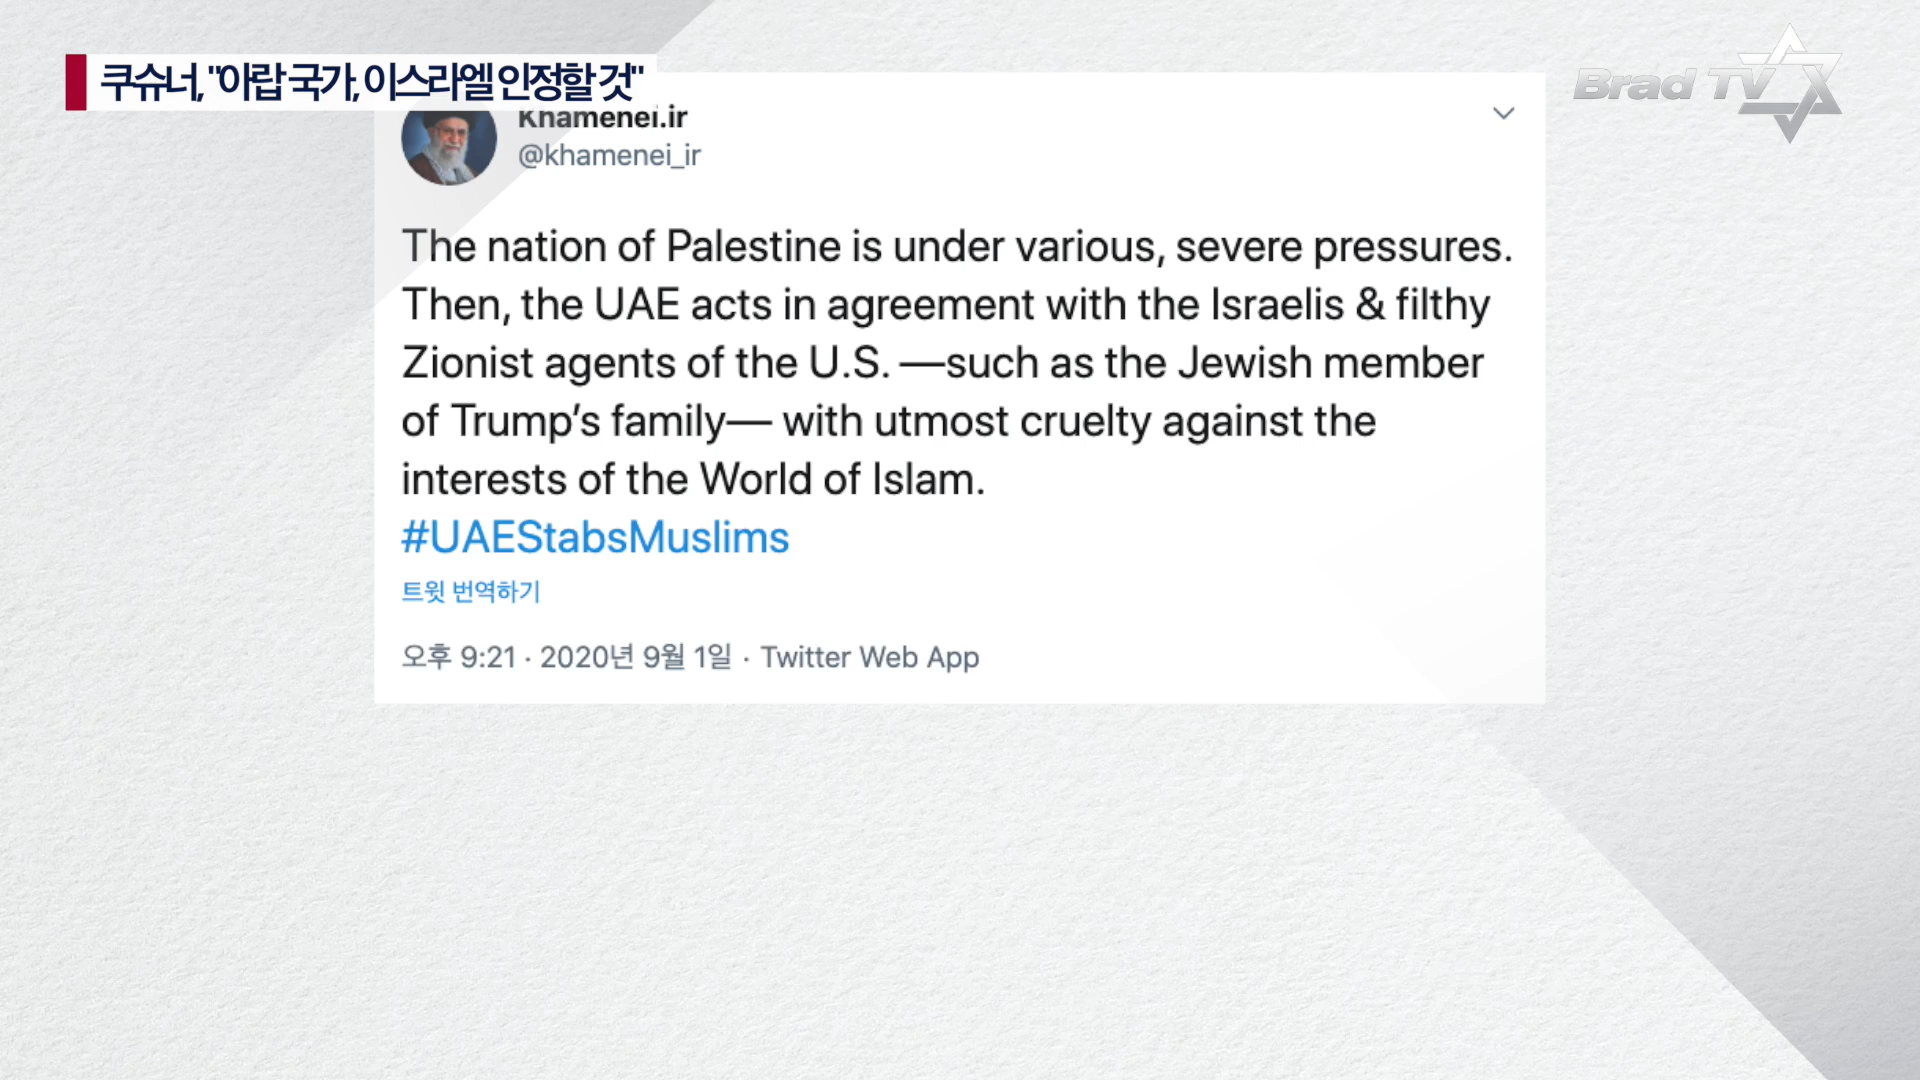 쿠슈너, "아랍 국가, 이스라엘 인정할 것"
Brad TV
Khamenei.ir
@khamenei_ir
The nation of Palestine is under various, severe pressures.
Then, the UAE acts in agreement with the Israelis & filthy
Zionist agents of the U.S. —such as the Jewish member
of Trump’s family— with utmost cruelty against the
interests of the World of Islam.
#UAEStabsMuslims
트윗 번역하기
오후 9:21 · 2020년 9월 1일 · Twitter Web App